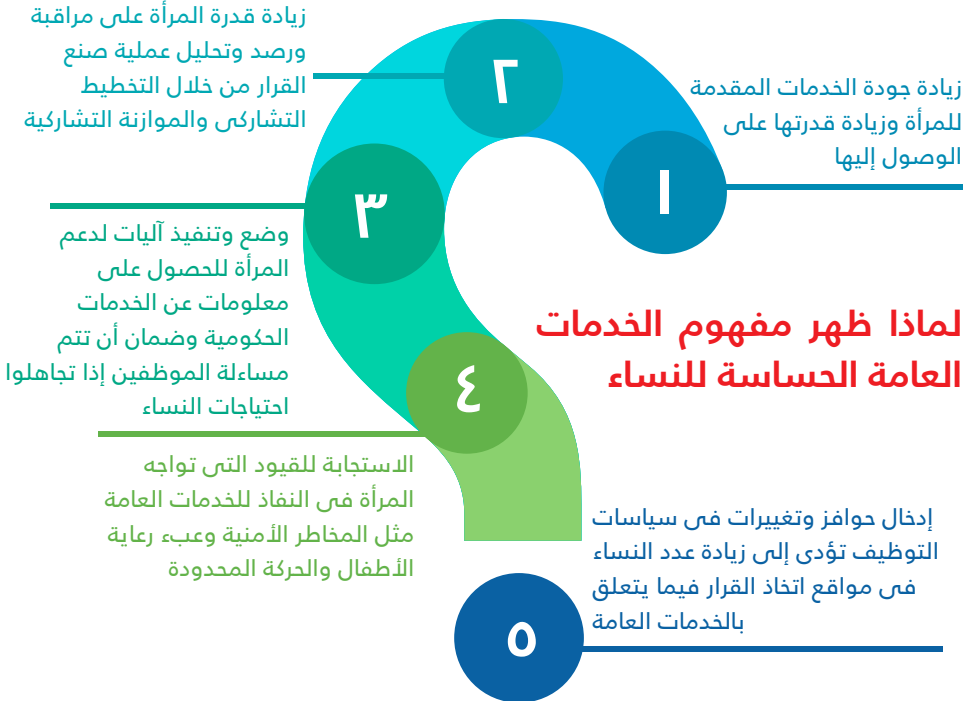 لماذا ظهر مفهوم الخدمات
العامة الحساسة للنساء
١
زيادة جودة الخدمات المقدمة
للمرأة وزيادة قدرتها على
الوصول إليها
٢
زيادة قدرة المرأة على مراقبة
ورصد وتحليل عملية صنع
القرار من خلال التخطيط
التشاركى والموازنة التشاركية
٣
وضع وتنفيذ آليات لدعم
المرأة للحصول على
معلومات عن الخدمات
الحكومية وضمان أن تتم
مساءلة الموظفين إذا تجاهلوا
احتياجات النساء
٤
الاستجابة للقيود التى تواجه
المرأة فى النفاذ للخدمات العامة
مثل المخاطر الأمنية وعبء رعاية
الأطفال والحركة المحدودة
٥
إدخال حوافز وتغييرات فى سياسات
التوظيف تؤدى إلى زيادة عدد النساء
فى مواقع اتخاذ القرار فيما يتعلق
بالخدمات العامة